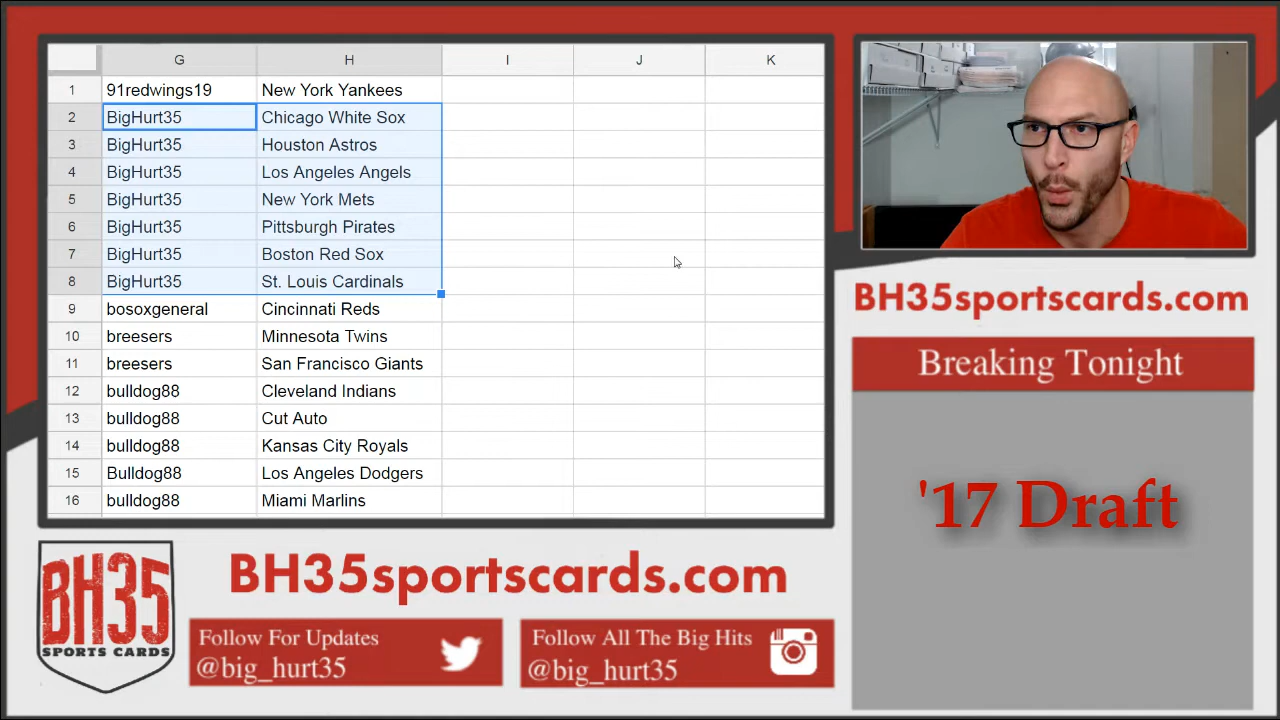 G H I J K
1 91redwings19 New York Yankees
2 BigHurt35 Chicago White Sox
3 BigHurt35 Houston Astros
4 BigHurt35 Los Angeles Angels
5 BigHurt35 New York Mets
6 BigHurt35 Pittsburgh Pirates
7 BigHurt35 Boston Red Sox
8 BigHurt35 St. Louis Cardinals
9 bosoxgeneral Cincinnati Reds
10 breesers Minnesota Twins
11 breesers San Francisco Giants
12 bulldog88 Cleveland Indians
13 bulldog88 Cut Auto
14 bulldog88 Kansas City Royals
15 Bulldog88 Los Angeles Dodgers
16 bulldog88 Miami Marlins
BH35sportscards.com
Breaking Tonight
'17 Draft
BH35
SPORTS CARDS
BH35sportscards.com
Follow For Updates
@big_hurt35
Follow All The Big Hits
@big_hurt35